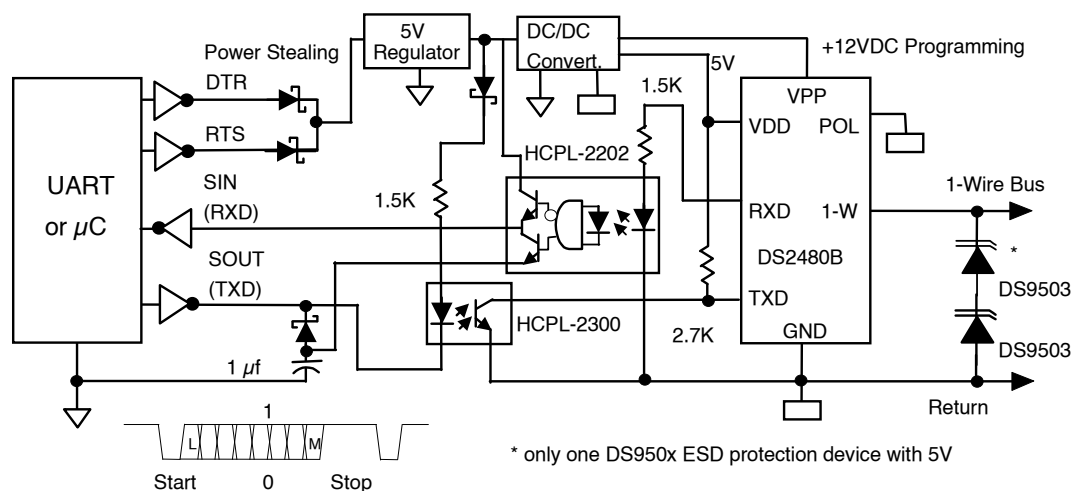 5V
Regulator
DC/DC
Convert.
+12VDC Programming
Power Stealing
DTR
5V
1.5K
VPP
VDD
POL
RTS
HCPL-2202
UART
or µC
SIN
(RXD)
1.5K
1-Wire Bus
RXD
1-W
*
SOUT
(TXD)
DS2480B
DS9503
TXD
HCPL-2300
2.7K
GND
DS9503
1 µf
Return
1
L
M
* only one DS950x ESD protection device with 5V
Start
0
Stop